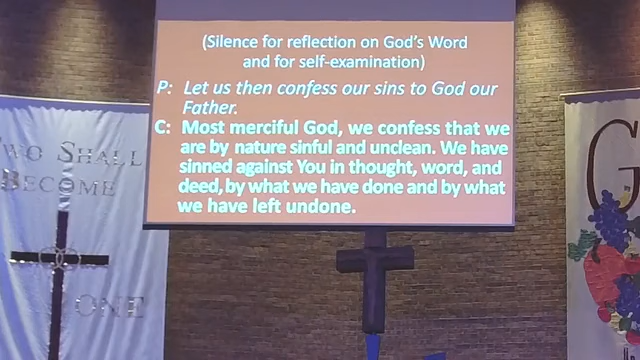 (Silence for reflection on God's Word
and for self-examination)
P: Let us then confess our sins to God our
Father.
C: Most merciful God, we confess that we
are by nature sinful and unclean. We have
sinned against You in thought, word, and
deed, by what we have done and by what
we have left undone.
TWO SHALL
BECOME
ONE
G